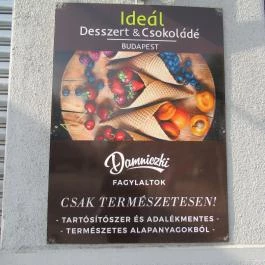 Ideál
Desszert & Csokoládé
BUDAPEST
Damniczki
FAGYLALTOK
CSAK TERMÉSZETESEN!
- TARTÓSÍTÓSZER ÉS ADALÉKMENTES -
- TERMÉSZETES ALAPANYAGOKBÓL -